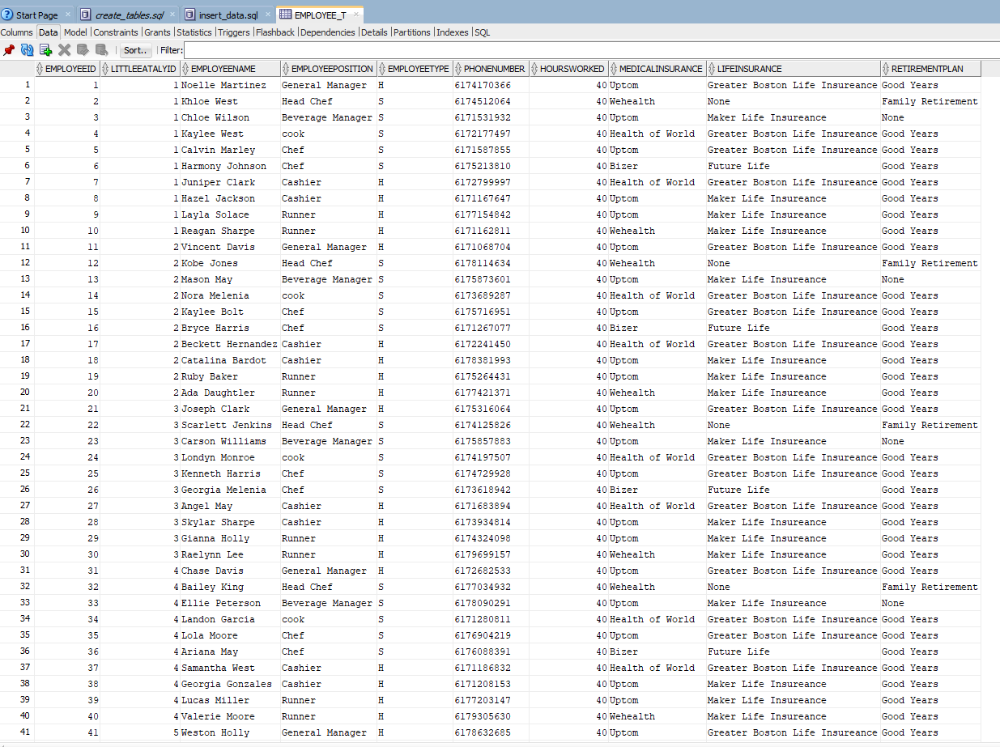 Start Page create_tables.sql insert_data.sql EMPLOYEE_T
Columns Data Model Constraints Grants Statistics Triggers Flashback Dependencies Details Partitions Indexes SQL
Sort.. Filter:
EMPLOYEEID LITTLEEATALYID EMPLOYEENAME EMPLOYEEPOSITION EMPLOYEETYPE PHONENUMBER HOURSWORKED MEDICALINSURANCE LIFEINSURANCE RETIREMENTPLAN
1 1 1 Noelle Martinez General Manager H 6174170366 40 Uptom Greater Boston Life Insureance Good Years
2 2 1 Khloe West Head Chef S 6174512064 40 Wehealth None Family Retirement
3 3 1 Chloe Wilson Beverage Manager S 6171531932 40 Uptom Maker Life Insureance None
4 4 1 Kaylee West cook S 6172177497 40 Health of World Greater Boston Life Insureance Good Years
5 5 1 Calvin Marley Chef S 6171587855 40 Uptom Greater Boston Life Insureance Good Years
6 6 1 Harmony Johnson Chef S 6175213810 40 Bizer Future Life Good Years
7 7 1 Juniper Clark Cashier H 6172799997 40 Health of World Greater Boston Life Insureance Good Years
8 8 1 Hazel Jackson Cashier H 6171167647 40 Uptom Maker Life Insureance Good Years
9 9 1 Layla Solace Runner H 6177154842 40 Uptom Maker Life Insureance Good Years
10 10 1 Reagan Sharpe Runner H 6171162811 40 Wehealth Maker Life Insureance Good Years
11 11 2 Vincent Davis General Manager H 6171068704 40 Uptom Greater Boston Life Insureance Good Years
12 12 2 Kobe Jones Head Chef S 6178114634 40 Wehealth None Family Retirement
13 13 2 Mason May Beverage Manager S 6175873601 40 Uptom Maker Life Insureance None
14 14 2 Nora Melenia cook S 6173689287 40 Health of World Greater Boston Life Insureance Good Years
15 15 2 Kaylee Bolt Chef S 6175716951 40 Uptom Greater Boston Life Insureance Good Years
16 16 2 Bryce Harris Chef S 6171267077 40 Bizer Future Life Good Years
17 17 2 Beckett Hernandez Cashier H 6172241450 40 Health of World Greater Boston Life Insureance Good Years
18 18 2 Catalina Bardot Cashier H 6178381993 40 Uptom Maker Life Insureance Good Years
19 19 2 Ruby Baker Runner H 6175264431 40 Uptom Maker Life Insureance Good Years
20 20 2 Ada Daughtler Runner H 6177421371 40 Wehealth Maker Life Insureance Good Years
21 21 3 Joseph Clark General Manager H 6175316064 40 Uptom Greater Boston Life Insureance Good Years
22 22 3 Scarlett Jenkins Head Chef S 6174125826 40 Wehealth None Family Retirement
23 23 3 Carson Williams Beverage Manager S 6175857883 40 Uptom Maker Life Insureance None
24 24 3 Londyn Monroe cook S 6174197507 40 Health of World Greater Boston Life Insureance Good Years
25 25 3 Kenneth Harris Chef S 6174729928 40 Uptom Greater Boston Life Insureance Good Years
26 26 3 Georgia Melenia Chef S 6173618942 40 Bizer Future Life Good Years
27 27 3 Angel May Cashier H 6171683894 40 Health of World Greater Boston Life Insureance Good Years
28 28 3 Skylar Sharpe Cashier H 6173934814 40 Uptom Maker Life Insureance Good Years
29 29 3 Gianna Holly Runner H 6174324098 40 Uptom Maker Life Insureance Good Years
30 30 3 Raelynn Lee Runner H 6179699157 40 Wehealth Maker Life Insureance Good Years
31 31 4 Chase Davis General Manager H 6172682533 40 Uptom Greater Boston Life Insureance Good Years
32 32 4 Bailey King Head Chef S 6177034932 40 Wehealth None Family Retirement
33 33 4 Ellie Peterson Beverage Manager S 6178090291 40 Uptom Maker Life Insureance None
34 34 4 Landon Garcia cook S 6171280811 40 Health of World Greater Boston Life Insureance Good Years
35 35 4 Lola Moore Chef S 6176904219 40 Uptom Greater Boston Life Insureance Good Years
36 36 4 Ariana May Chef S 6176088391 40 Bizer Future Life Good Years
37 37 4 Samantha West Cashier H 6171186832 40 Health of World Greater Boston Life Insureance Good Years
38 38 4 Georgia Gonzales Cashier H 6171208153 40 Uptom Maker Life Insureance Good Years
39 39 4 Lucas Miller Runner H 6177203147 40 Uptom Maker Life Insureance Good Years
40 40 4 Valerie Moore Runner H 6179305630 40 Wehealth Maker Life Insureance Good Years
41 41 5 Weston Holly General Manager H 6178632685 40 Uptom Greater Boston Life Insureance Good Years